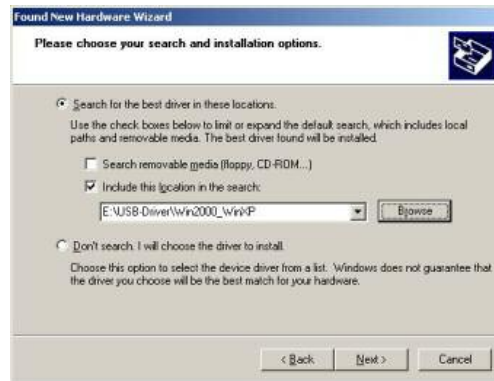 Found New Hardware Wizard
Please choose your search and installation options.
Search for the best driver in these locations.
Use the check boxes below to limit or expand the default search, which includes local
paths and removable media. The best driver found will be installed.
Search removable media (floppy, CD-ROM...)
Include this location in the search:
E:\USB-Driver\Win2000_WinXP
Browse
Don't search. I will choose the driver to install.
Choose this option to select the device driver from a list. Windows does not guarantee that
the driver you choose will be the best match for your hardware.
< Back Next > Cancel